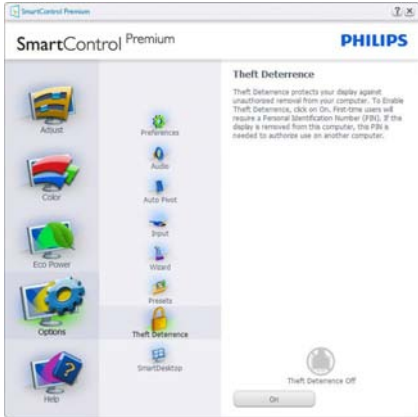 SmartControl Premium
SmartControl Premium
PHILIPS
Adjust
Color
Eco Power
Options
Help
Preferences
Audio
Auto Pivot
Input
Wizard
Presets
Theft Deterrence
SmartDesktop
Theft Deterrence
Theft Deterrence protects your display against
unauthorized removal from your computer. To Enable
Theft Deterrence, click on On. First-time users will
require a Personal Identification Number (PIN). If the
display is removed from this computer, this PIN is
needed to authorize use on another computer.
Theft Deterrence Off
On